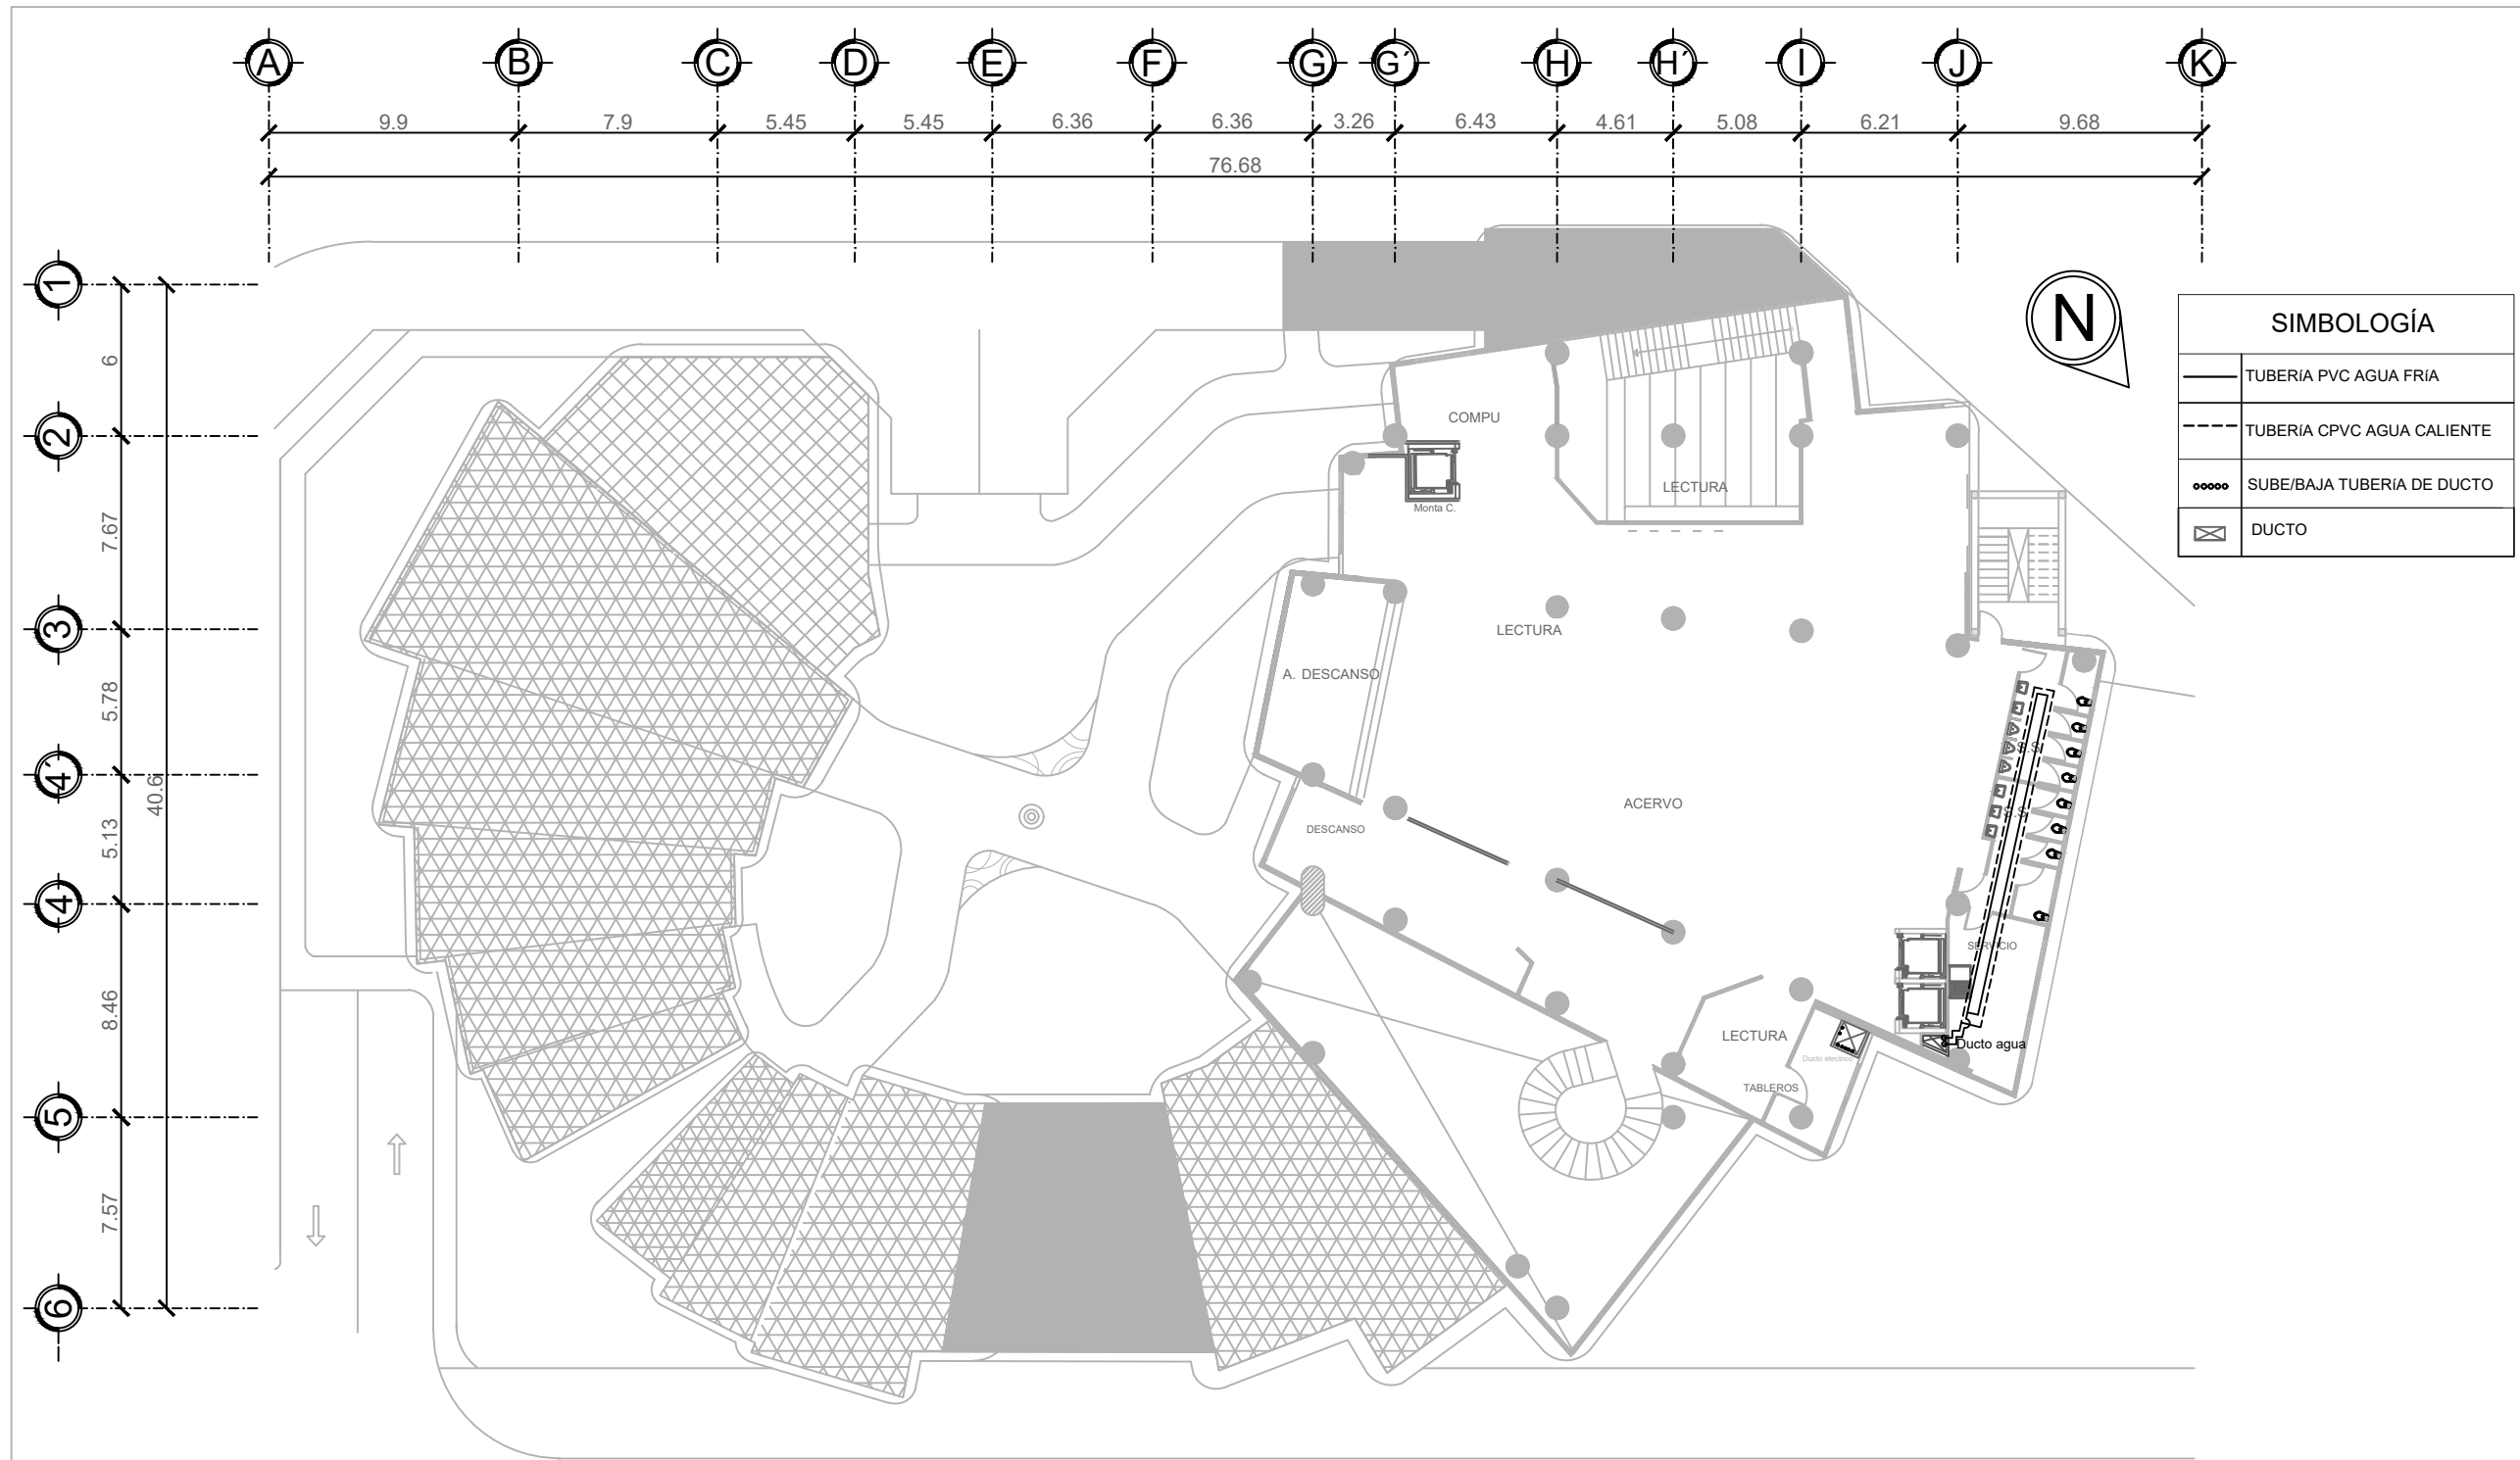 A B C D E F G G´ H H´ I J K
9.9 7.9 5.45 5.45 6.36 6.36 3.26 6.43 4.61 5.08 6.21 9.68
76.68
1
2
3
4´
4
5
6
6
7.67
5.78
5.13
8.46
7.57
40.6
N
SIMBOLOGÍA
TUBERíA PVC AGUA FRíA
TUBERíA CPVC AGUA CALIENTE
SUBE/BAJA TUBERíA DE DUCTO
DUCTO
COMPU
LECTURA
Monta C.
LECTURA
A. DESCANSO
S.S
ACERVO
S.S
DESCANSO
SERVICIO
LECTURA
Ducto agua
Ducto electrico
TABLEROS